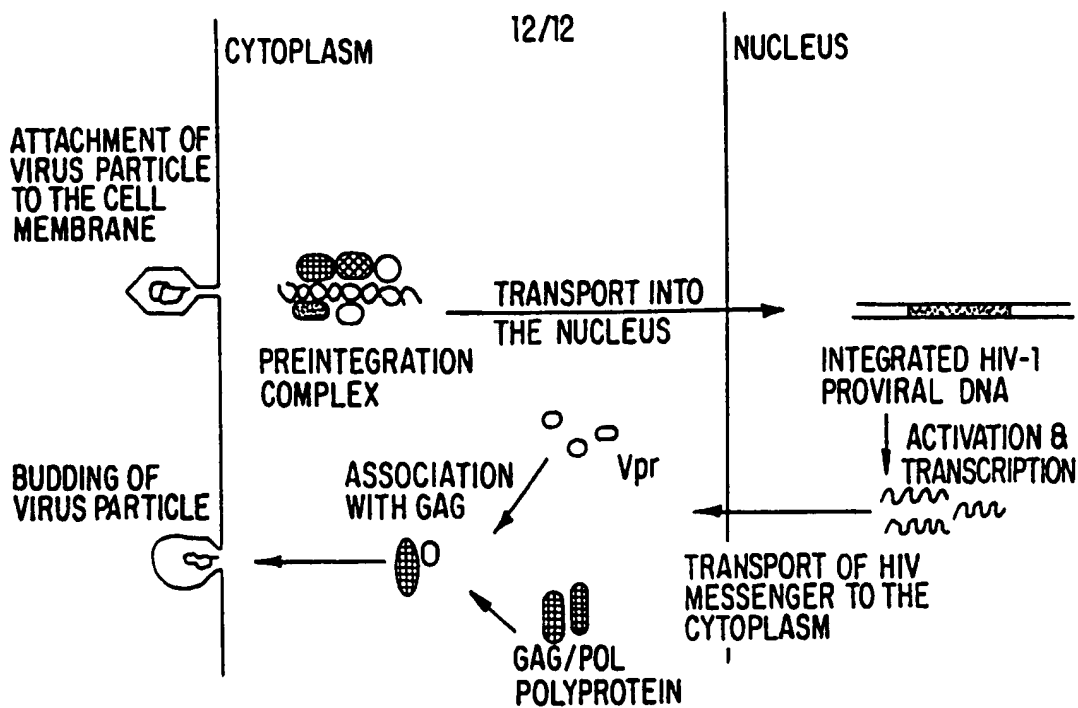 12/12
CYTOPLASM
NUCLEUS
ATTACHMENT OF
VIRUS PARTICLE
TO THE CELL
MEMBRANE
TRANSPORT INTO
THE NUCLEUS
PREINTEGRATION
COMPLEX
INTEGRATED HIV-1
PROVIRAL DNA
ACTIVATION &
TRANSCRIPTION
Vpr
ASSOCIATION
WITH GAG
BUDDING OF
VIRUS PARTICLE
TRANSPORT OF HIV
MESSENGER TO THE
CYTOPLASM
GAG/POL
POLYPROTEIN